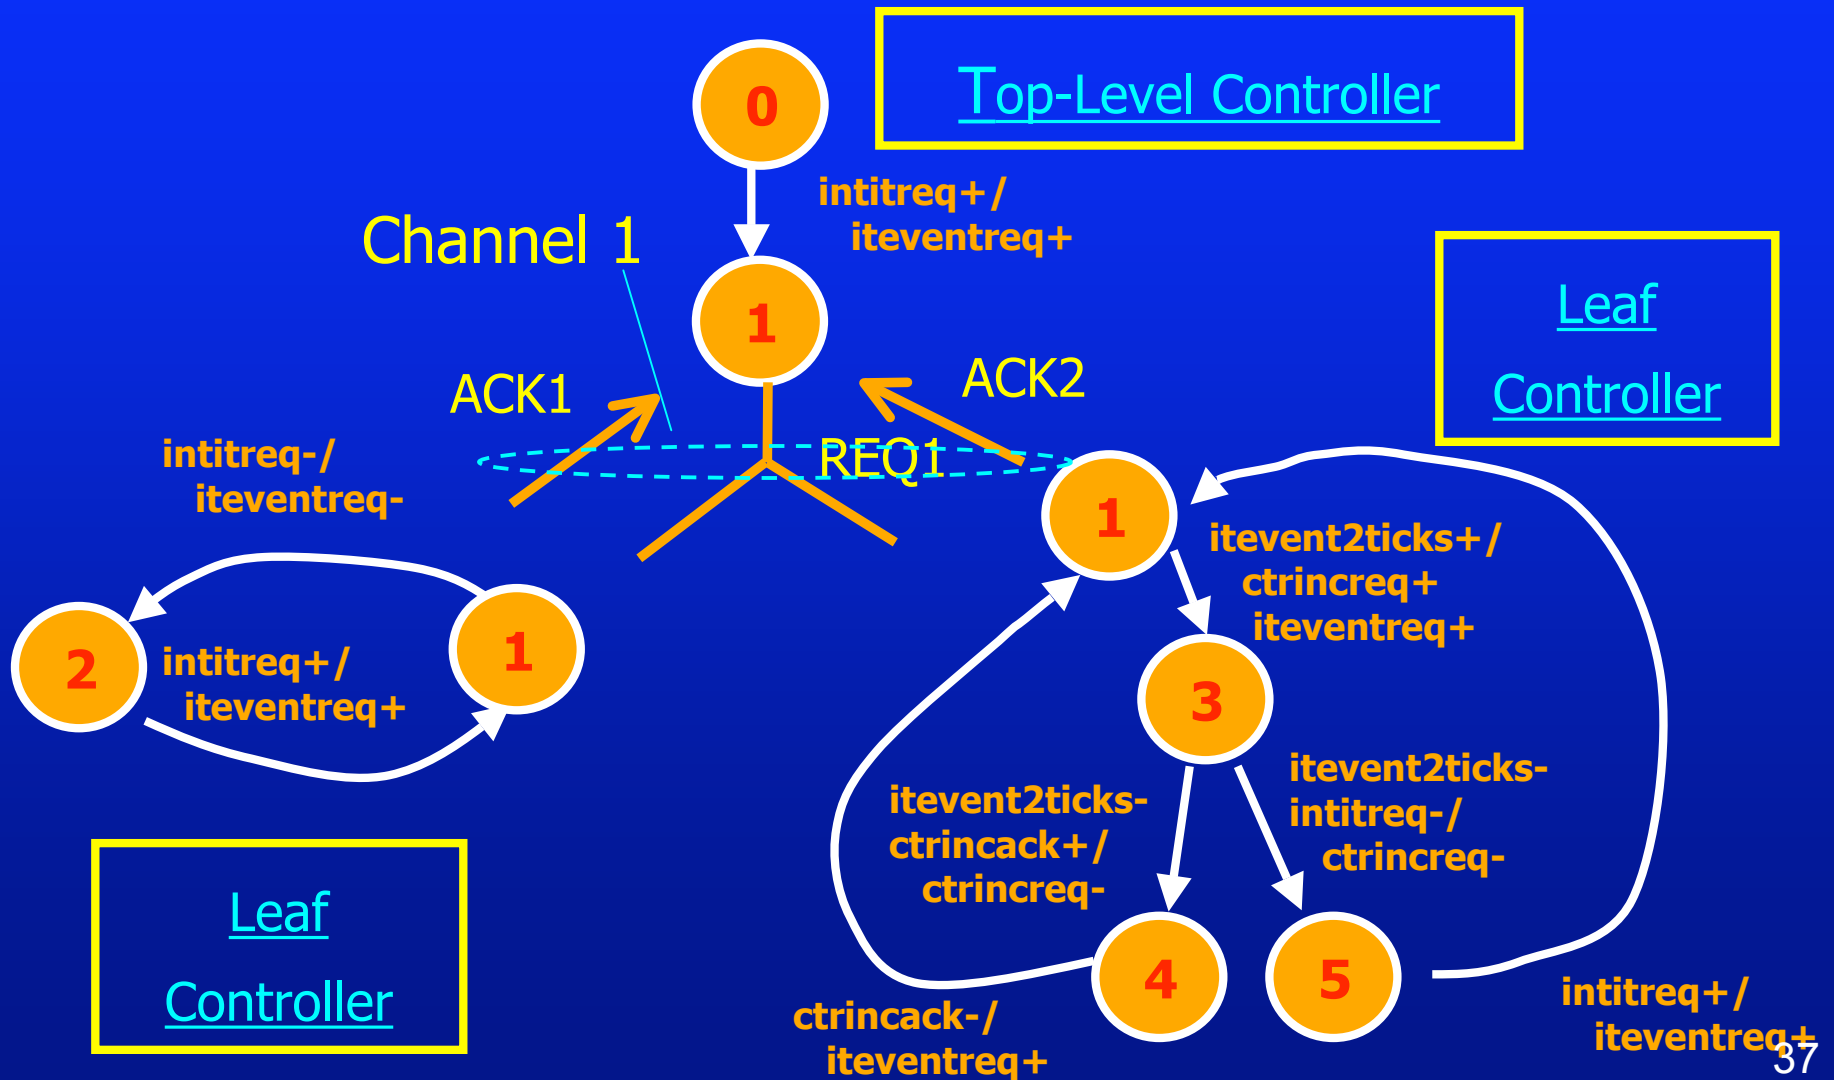 0
Top-Level Controller
intitreq+/
iteventreq+
Channel 1
1
Leaf
Controller
ACK1
ACK2
REQ1
intitreq-/
iteventreq-
1
itevent2ticks+/
ctrincreq+
iteventreq+
2
intitreq+/
iteventreq+
1
3
itevent2ticks-
ctrincack+/
ctrincreq-
itevent2ticks-
intitreq-/
ctrincreq-
Leaf
Controller
4
5
ctrincack-/
iteventreq+
intitreq+/
iteventreq+
37